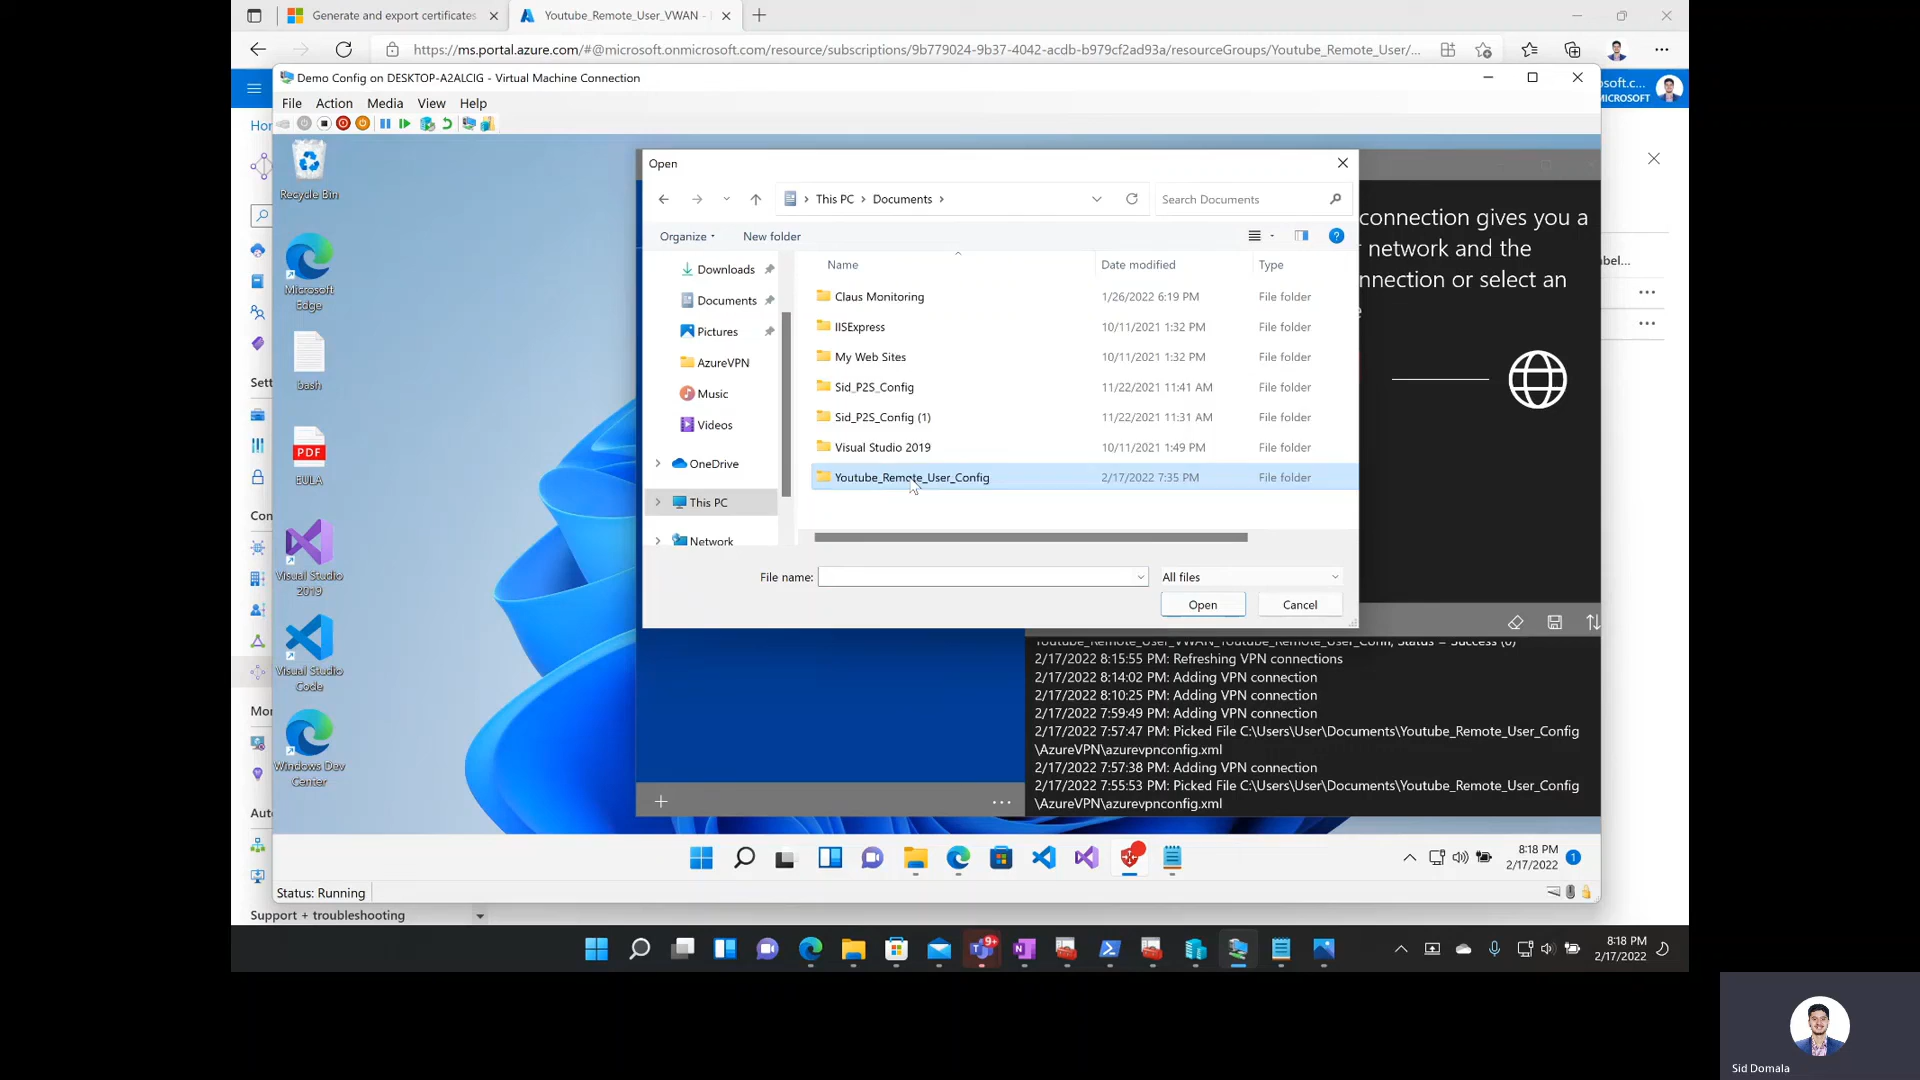 Generate and export certificates
Youtube_Remote_User_VWAN -
https://ms.portal.azure.com/#@microsoft.onmicrosoft.com/resource/subscriptions/9b779024-9b37-4042-acdb-b979cf2ad93a/resourceGroups/Youtube_Remote_User/...
Demo Config on DESKTOP-A2ALCIG - Virtual Machine Connection
File Action Media View Help
osoft.c...
MICROSOFT
Recycle Bin
Microsoft
Edge
bash
PDF
EULA
Visual Studio
2019
Visual Studio
Code
Windows Dev
Center
Open
This PC > Documents >
Search Documents
Organize
New folder
Name
Date modified
Type
Downloads
Documents
Pictures
AzureVPN
Music
Videos
OneDrive
This PC
Network
Claus Monitoring 1/26/2022 6:19 PM File folder
IISExpress 10/11/2021 1:32 PM File folder
My Web Sites 10/11/2021 1:32 PM File folder
Sid_P2S_Config 11/22/2021 11:41 AM File folder
Sid_P2S_Config (1) 11/22/2021 11:31 AM File folder
Visual Studio 2019 10/11/2021 1:49 PM File folder
Youtube_Remote_User_Config 2/17/2022 7:35 PM File folder
File name:
All files
Open
Cancel
connection gives you a
network and the
nnection or select an
2/17/2022 8:15:55 PM: Refreshing VPN connections
2/17/2022 8:14:02 PM: Adding VPN connection
2/17/2022 8:10:25 PM: Adding VPN connection
2/17/2022 7:59:49 PM: Adding VPN connection
2/17/2022 7:57:47 PM: Picked File C:\Users\User\Documents\Youtube_Remote_User_Config
\AzureVPN\azurevpnconfig.xml
2/17/2022 7:57:38 PM: Adding VPN connection
2/17/2022 7:55:53 PM: Picked File C:\Users\User\Documents\Youtube_Remote_User_Config
\AzureVPN\azurevpnconfig.xml
8:18 PM
2/17/2022
1
Status: Running
Support + troubleshooting
9+
8:18 PM
2/17/2022
Sid Domala